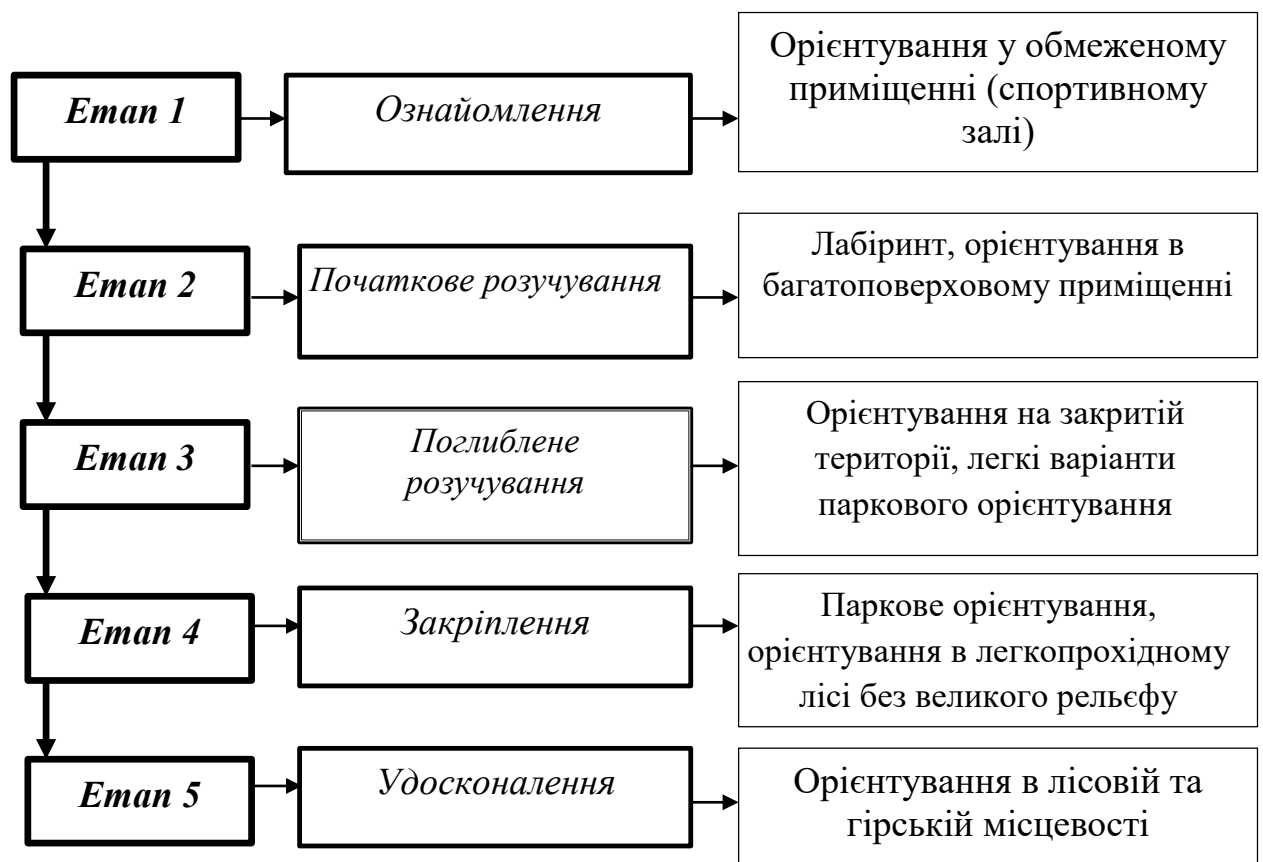 Етап 1
Ознайомлення
Орієнтування у обмеженому
приміщенні (спортивному
залі)
Етап 2
Початкове розучування
Лабіринт, орієнтування в
багатоповерховому приміщенні
Етап 3
Поглиблене
розучування
Орієнтування на закритій
території, легкі варіанти
паркового орієнтування
Етап 4
Закріплення
Паркове орієнтування,
орієнтування в легкопрохідному
лісі без великого рельєфу
Етап 5
Удосконалення
Орієнтування в лісовій та
гірській місцевості